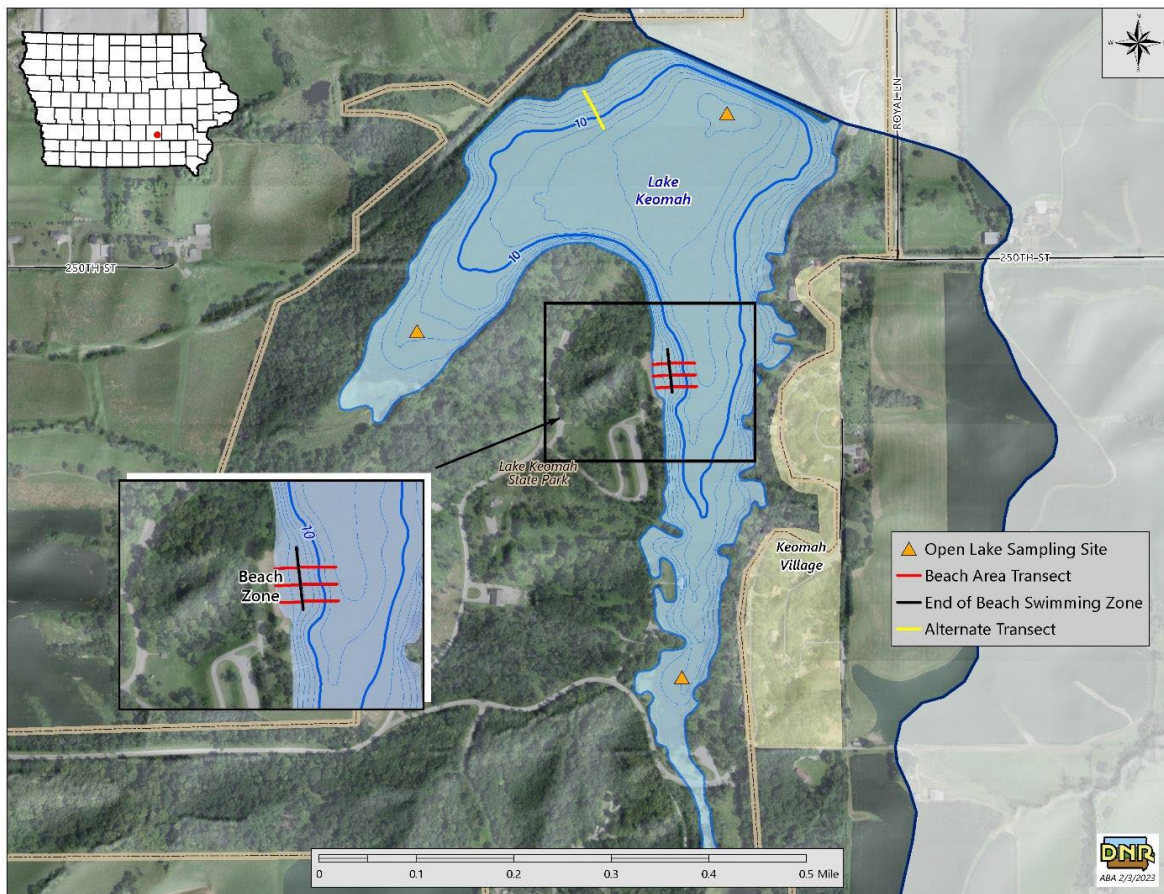 N
W
E
S
ROYAL LN
10
Lake
Keomah
250TH ST
250TH ST
10
Lake Keomah
State Park
10
Beach
Zone
Keomah
Village
Open Lake Sampling Site
Beach Area Transect
End of Beach Swimming Zone
Alternate Transect
0
0.1
0.2
0.3
0.4
0.5 Mile
DNR
ABA 2/3/2023